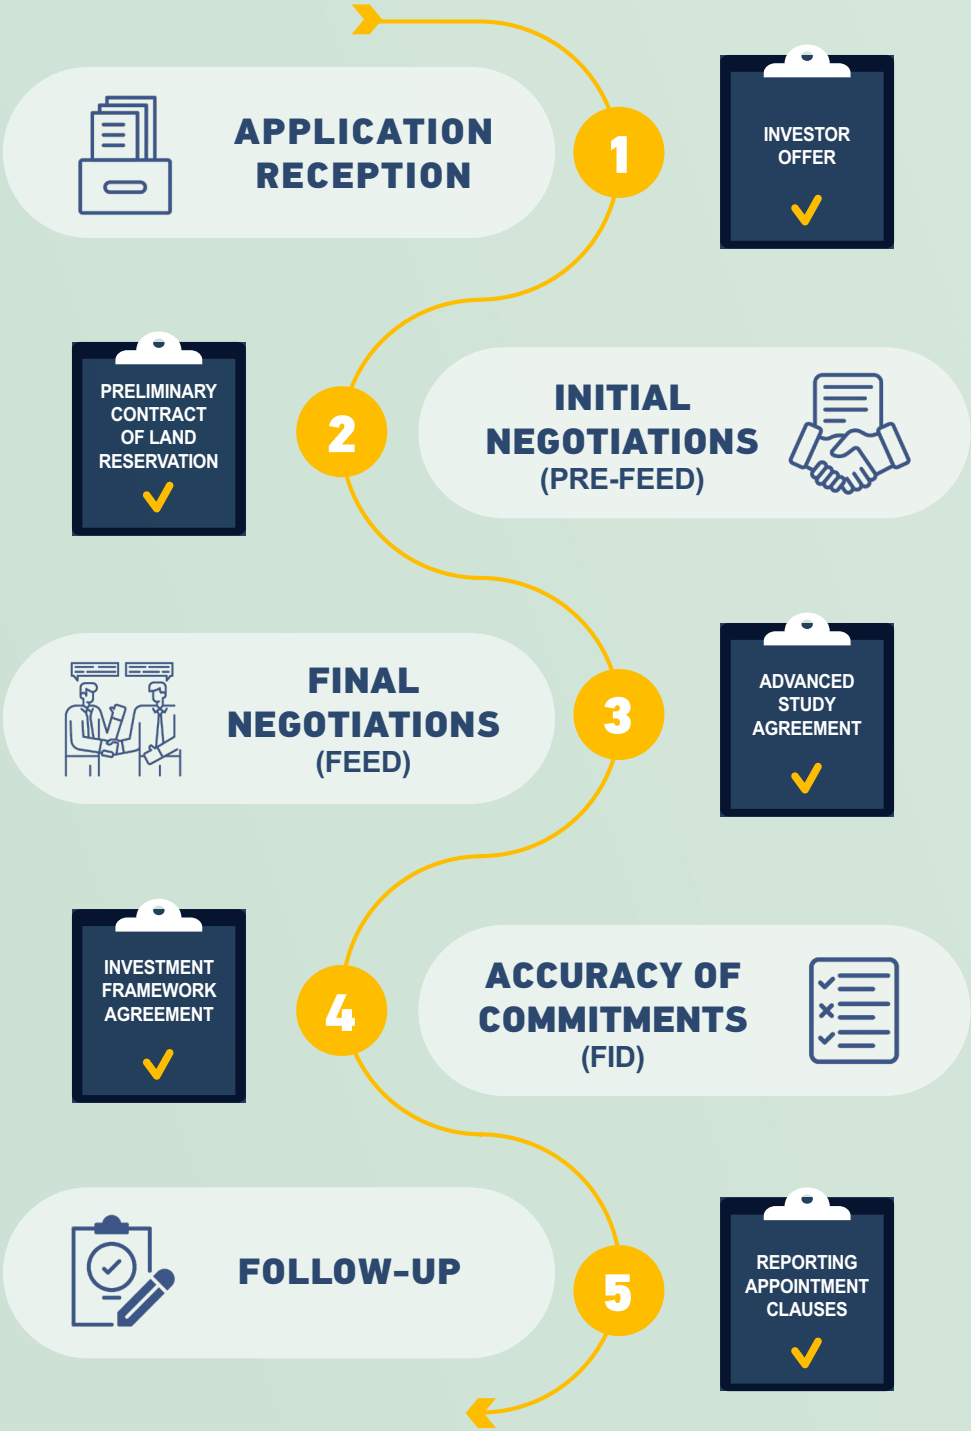 APPLICATION
RECEPTION
1
INVESTOR
OFFER
PRELIMINARY
CONTRACT
OF LAND
RESERVATION
2
INITIAL
NEGOTIATIONS
(PRE-FEED)
FINAL
NEGOTIATIONS
(FEED)
3
ADVANCED
STUDY
AGREEMENT
INVESTMENT
FRAMEWORK
AGREEMENT
4
ACCURACY OF
COMMITMENTS
(FID)
FOLLOW-UP
5
REPORTING
APPOINTMENT
CLAUSES